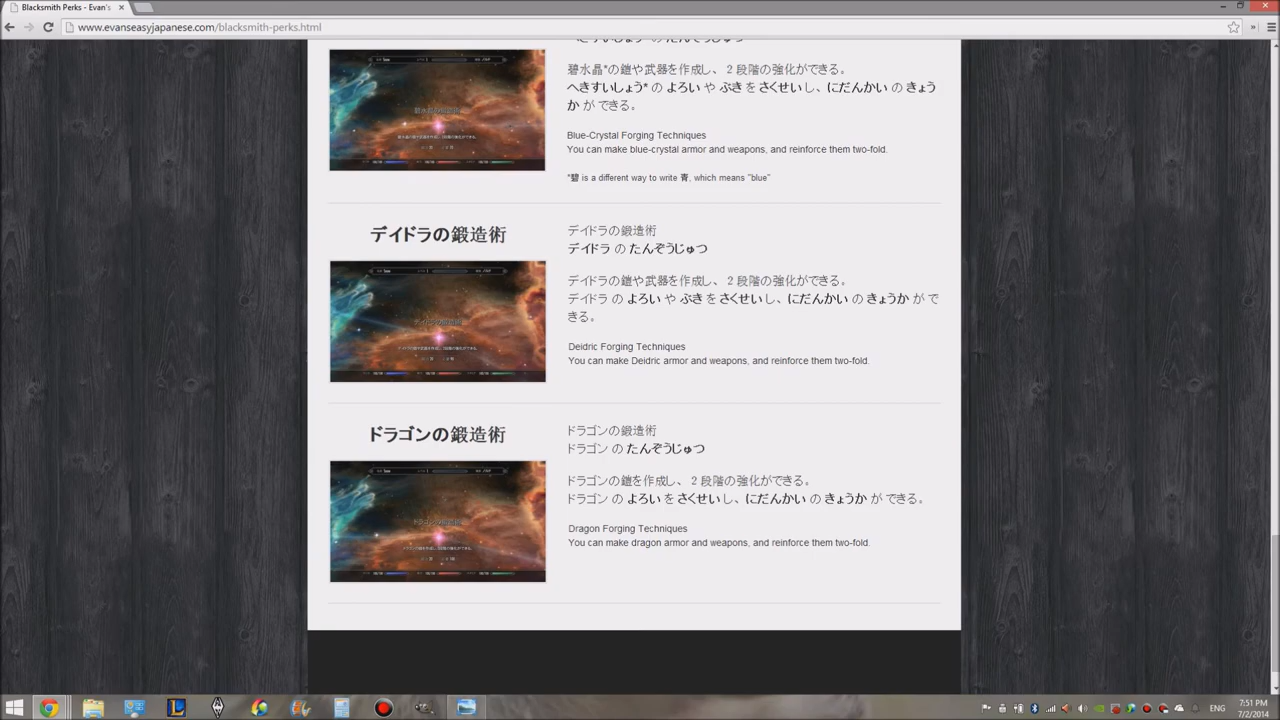 Blacksmith Perks - Evan's
www.evanseasyjapanese.com/blacksmith-perks.html
碧水晶*の鎧や武器を作成し、２段階の強化ができる。
へきすいしょう* の よろい や ぶき を さくせい し、 にだんかい の きょう
か が できる。
Blue-Crystal Forging Techniques
You can make blue-crystal armor and weapons, and reinforce them two-fold.
*碧 is a different way to write 青, which means "blue"
デイドラの鍛造術
デイドラの鍛造術
デイドラ の たんぞうじゅつ
デイドラの鎧や武器を作成し、２段階の強化ができる。
デイドラ の よろい や ぶき を さくせい し、 にだんかい の きょうか が で
きる。
Deidric Forging Techniques
You can make Deidric armor and weapons, and reinforce them two-fold.
ドラゴンの鍛造術
ドラゴンの鍛造術
ドラゴン の たんぞうじゅつ
ドラゴンの鎧を作成し、２段階の強化ができる。
ドラゴン の よろい を さくせい し、 にだんかい の きょうか が できる。
Dragon Forging Techniques
You can make dragon armor and weapons, and reinforce them two-fold.
ENG
7:51 PM
7/2/2014